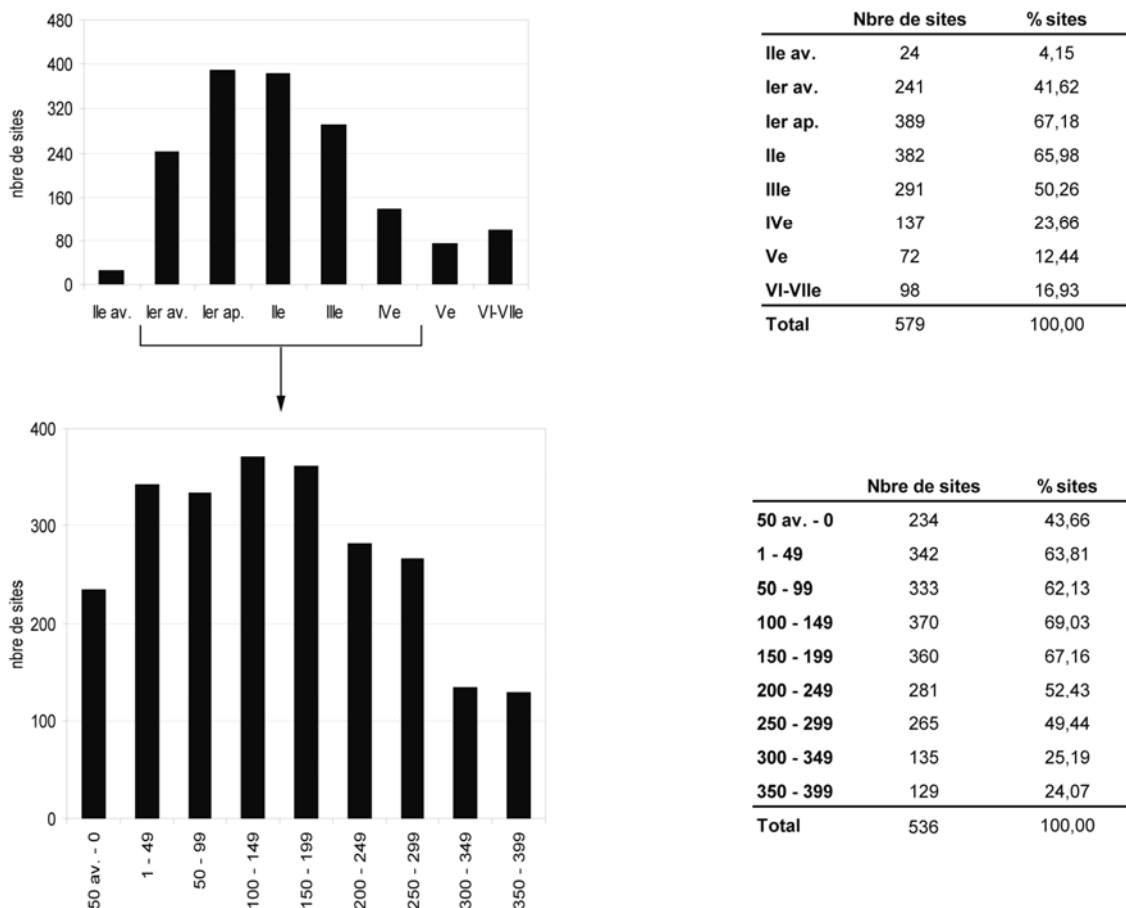 480
400
320
240
160
80
0
nbre de sites
IIe av. Ier av. Ier ap. IIe IIIe IVe Ve VI-VIIe
Nbre de sites % sites
IIe av. 24 4,15
Ier av. 241 41,62
Ier ap. 389 67,18
IIe 382 65,98
IIIe 291 50,26
IVe 137 23,66
Ve 72 12,44
VI-VIIe 98 16,93
Total 579 100,00
400
300
200
100
0
nbre de sites
50 av. - 0
1 - 49
50 - 99
100 - 149
150 - 199
200 - 249
250 - 299
300 - 349
350 - 399
Nbre de sites % sites
50 av. - 0 234 43,66
1 - 49 342 63,81
50 - 99 333 62,13
100 - 149 370 69,03
150 - 199 360 67,16
200 - 249 281 52,43
250 - 299 265 49,44
300 - 349 135 25,19
350 - 399 129 24,07
Total 536 100,00